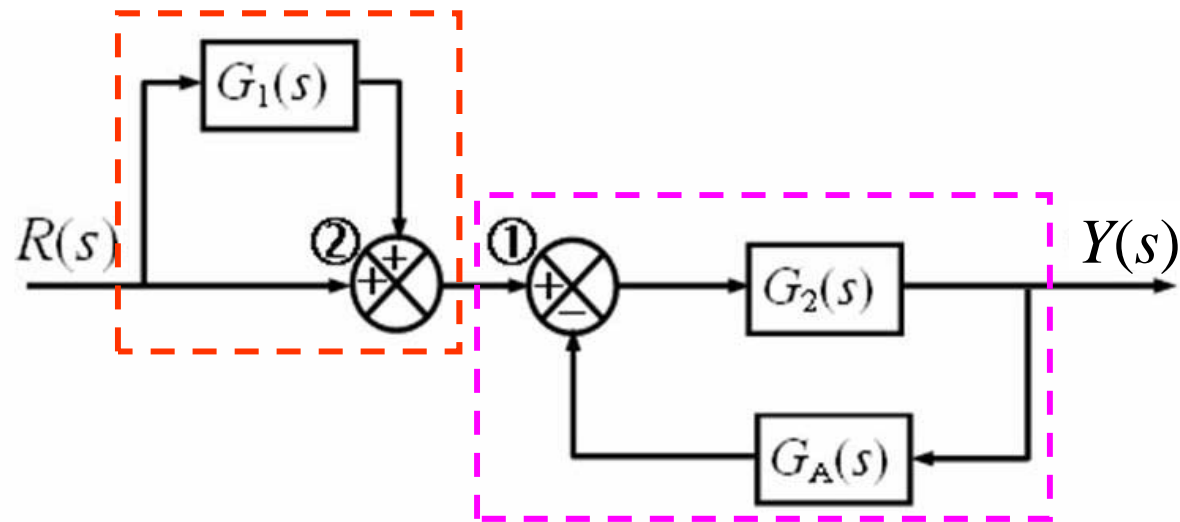 G₁(s)
R(s)
②
+
+
①
+
−
G₂(s)
Y(s)
G_A(s)